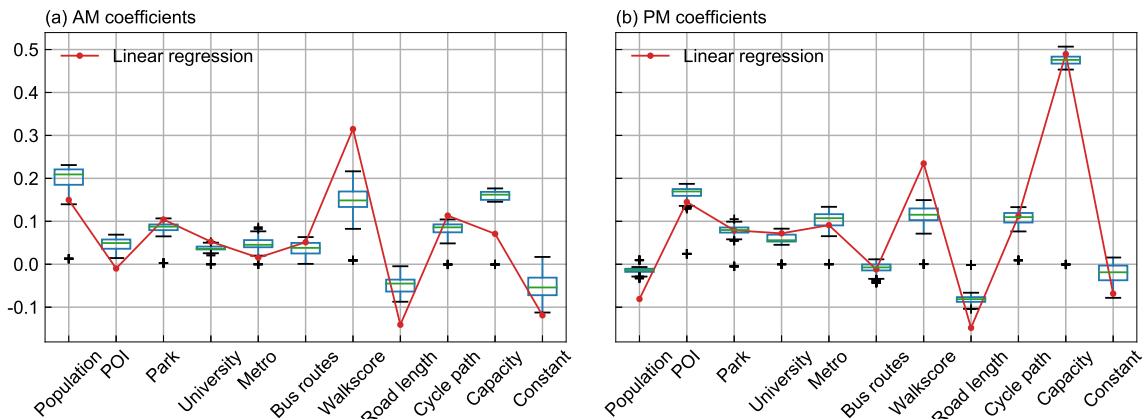 (a) AM coefficients
Linear regression
0.5
0.4
0.3
0.2
0.1
0.0
-0.1
Population
POI
Park
University
Metro
Bus routes
Walkscore
Road length
Cycle path
Capacity
Constant
(b) PM coefficients
Linear regression
Population
POI
Park
University
Metro
Bus routes
Walkscore
Road length
Cycle path
Capacity
Constant